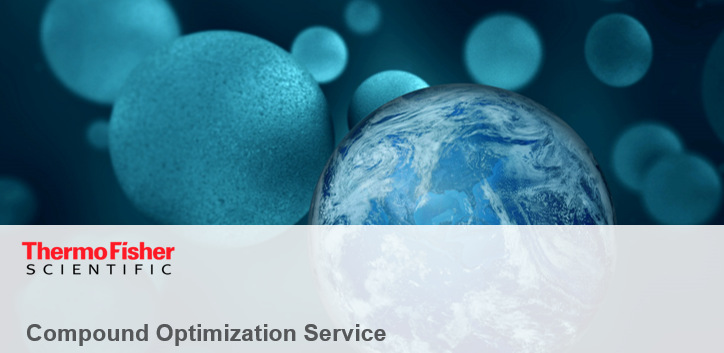 ThermoFisher
SCIENTIFIC
Compound Optimization Service